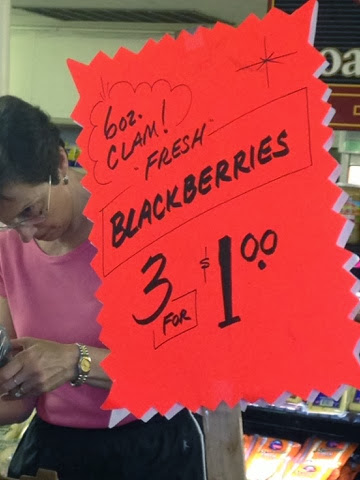 6oz.
CLAM!
FRESH
BLACKBERRIES
3 FOR $1.00